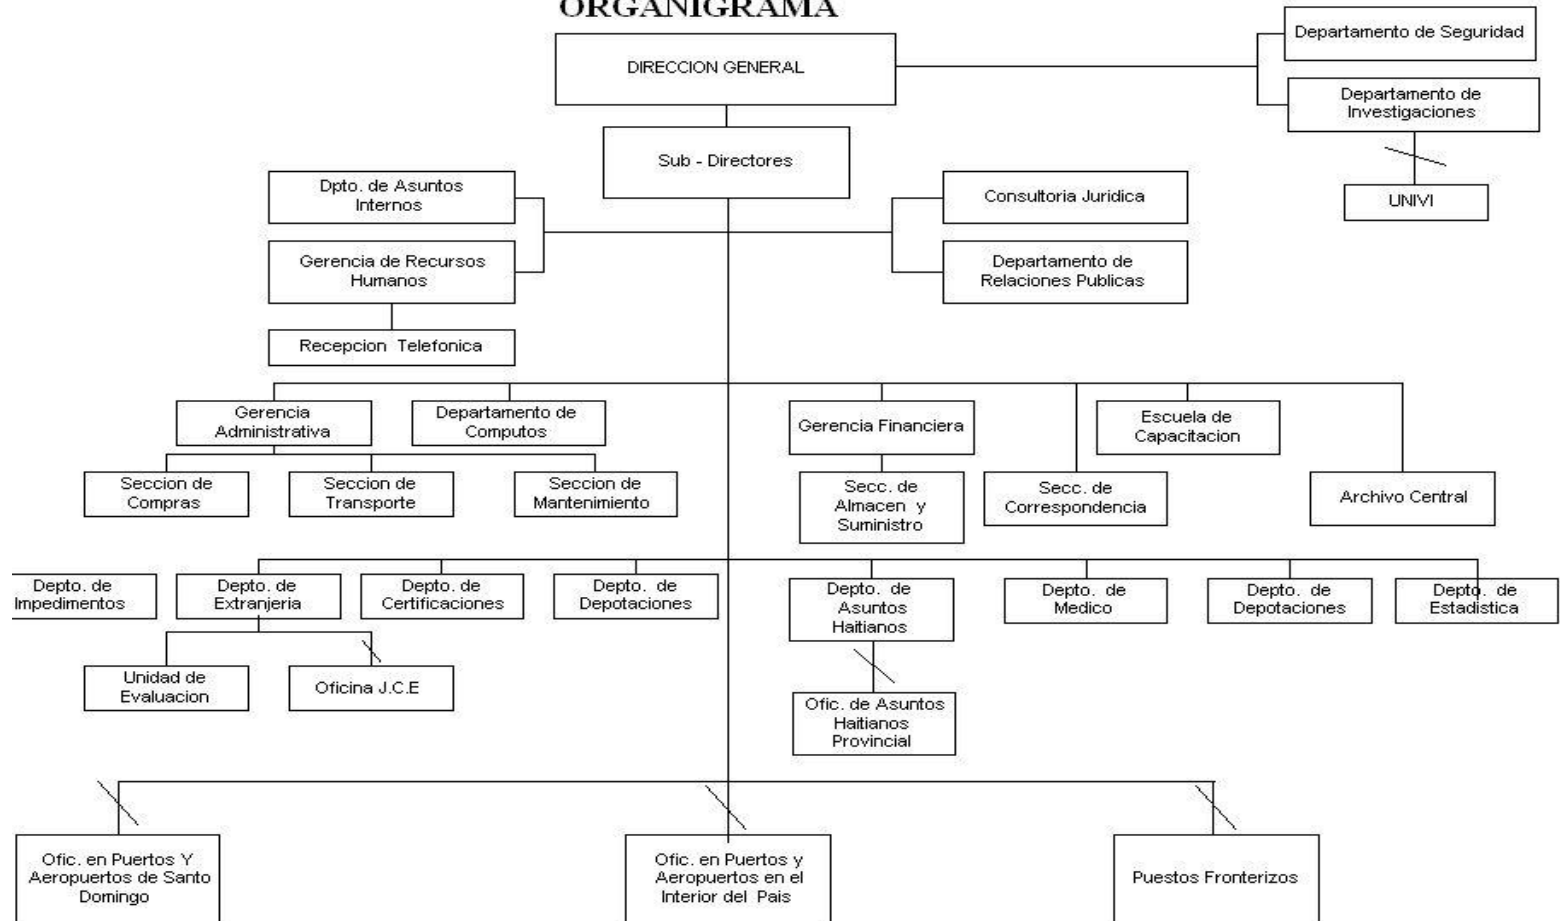 ORGANIGRAMA
DIRECCION GENERAL
Departamento de Seguridad
Departamento de
Investigaciones
UNIVI
Sub - Directores
Dpto. de Asuntos
Internos
Consultoria Juridica
Gerencia de Recursos
Humanos
Departamento de
Relaciones Publicas
Recepcion Telefonica
Gerencia
Administrativa
Departamento de
Computos
Gerencia Financiera
Escuela de
Capacitacion
Seccion de
Compras
Seccion de
Transporte
Seccion de
Mantenimiento
Secc. de
Almacen y
Suministro
Secc. de
Correspondencia
Archivo Central
Depto. de
Impedimentos
Depto. de
Extranjeria
Depto. de
Certificaciones
Depto. de
Depotaciones
Depto. de
Asuntos
Haitianos
Depto. de
Medico
Depto. de
Depotaciones
Depto. de
Estadistica
Unidad de
Evaluacion
Oficina J.C.E
Ofic. de Asuntos
Haitianos
Provincial
Ofic. en Puertos Y
Aeropuertos de Santo
Domingo
Ofic. en Puertos y
Aeropuertos en el
Interior del Pais
Puestos Fronterizos